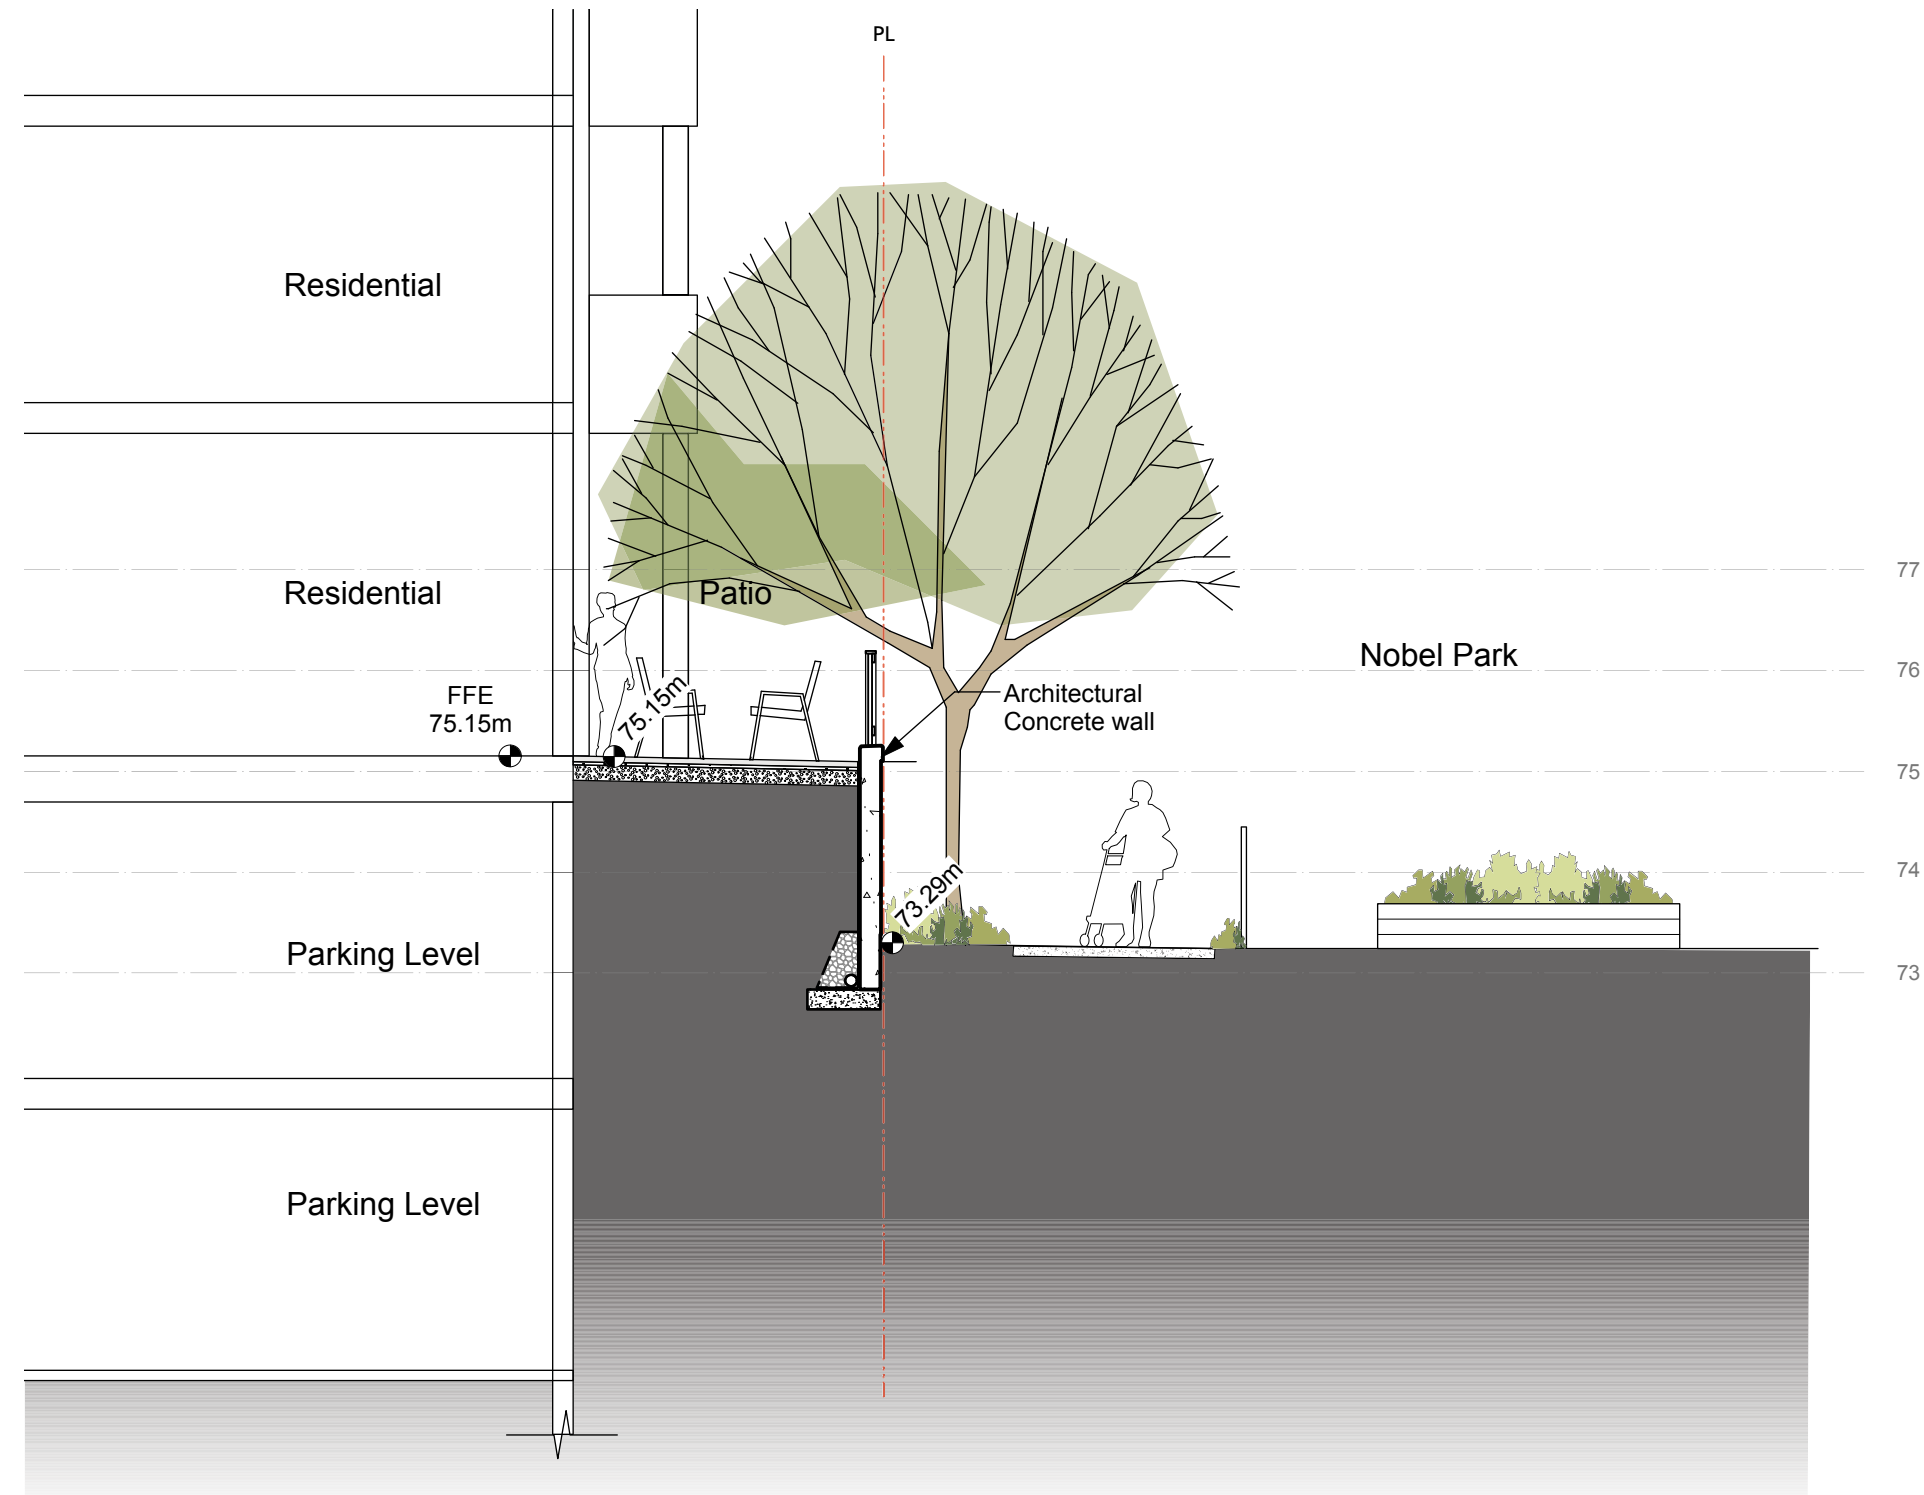 PL
Residential
77
Residential
Patio
Nobel Park
76
FFE
75.15m
75.15m
Architectural
Concrete wall
75
74
73.29m
Parking Level
73
Parking Level